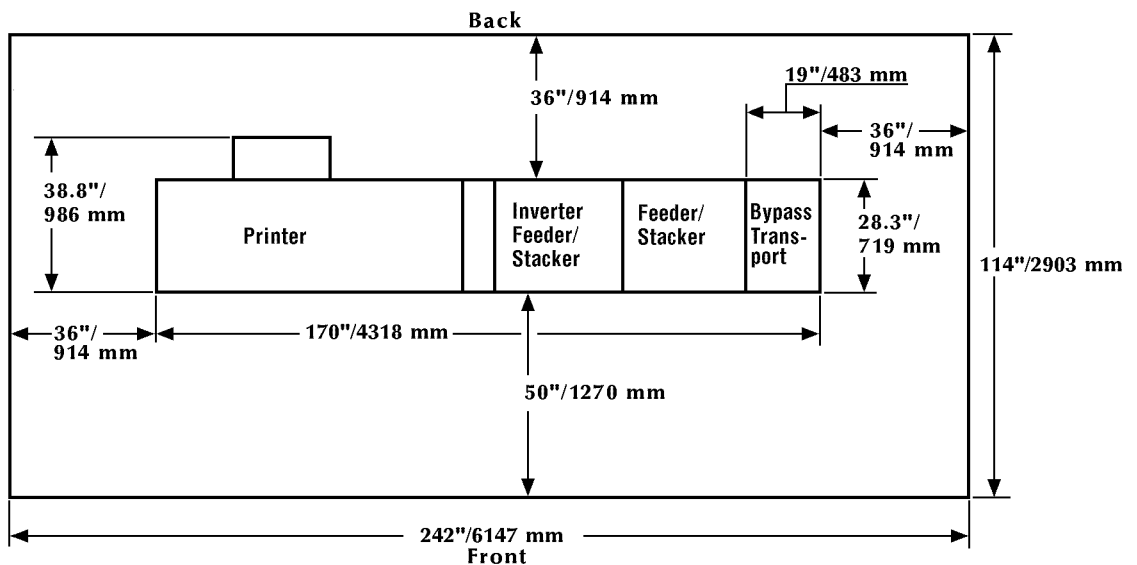 Back
19"/483 mm
36"/914 mm
36"/
914 mm
38.8"/
986 mm
Printer
Inverter
Feeder/
Stacker
Feeder/
Stacker
Bypass
Trans-
port
28.3"/
719 mm
114"/2903 mm
36"/
914 mm
170"/4318 mm
50"/1270 mm
242"/6147 mm
Front